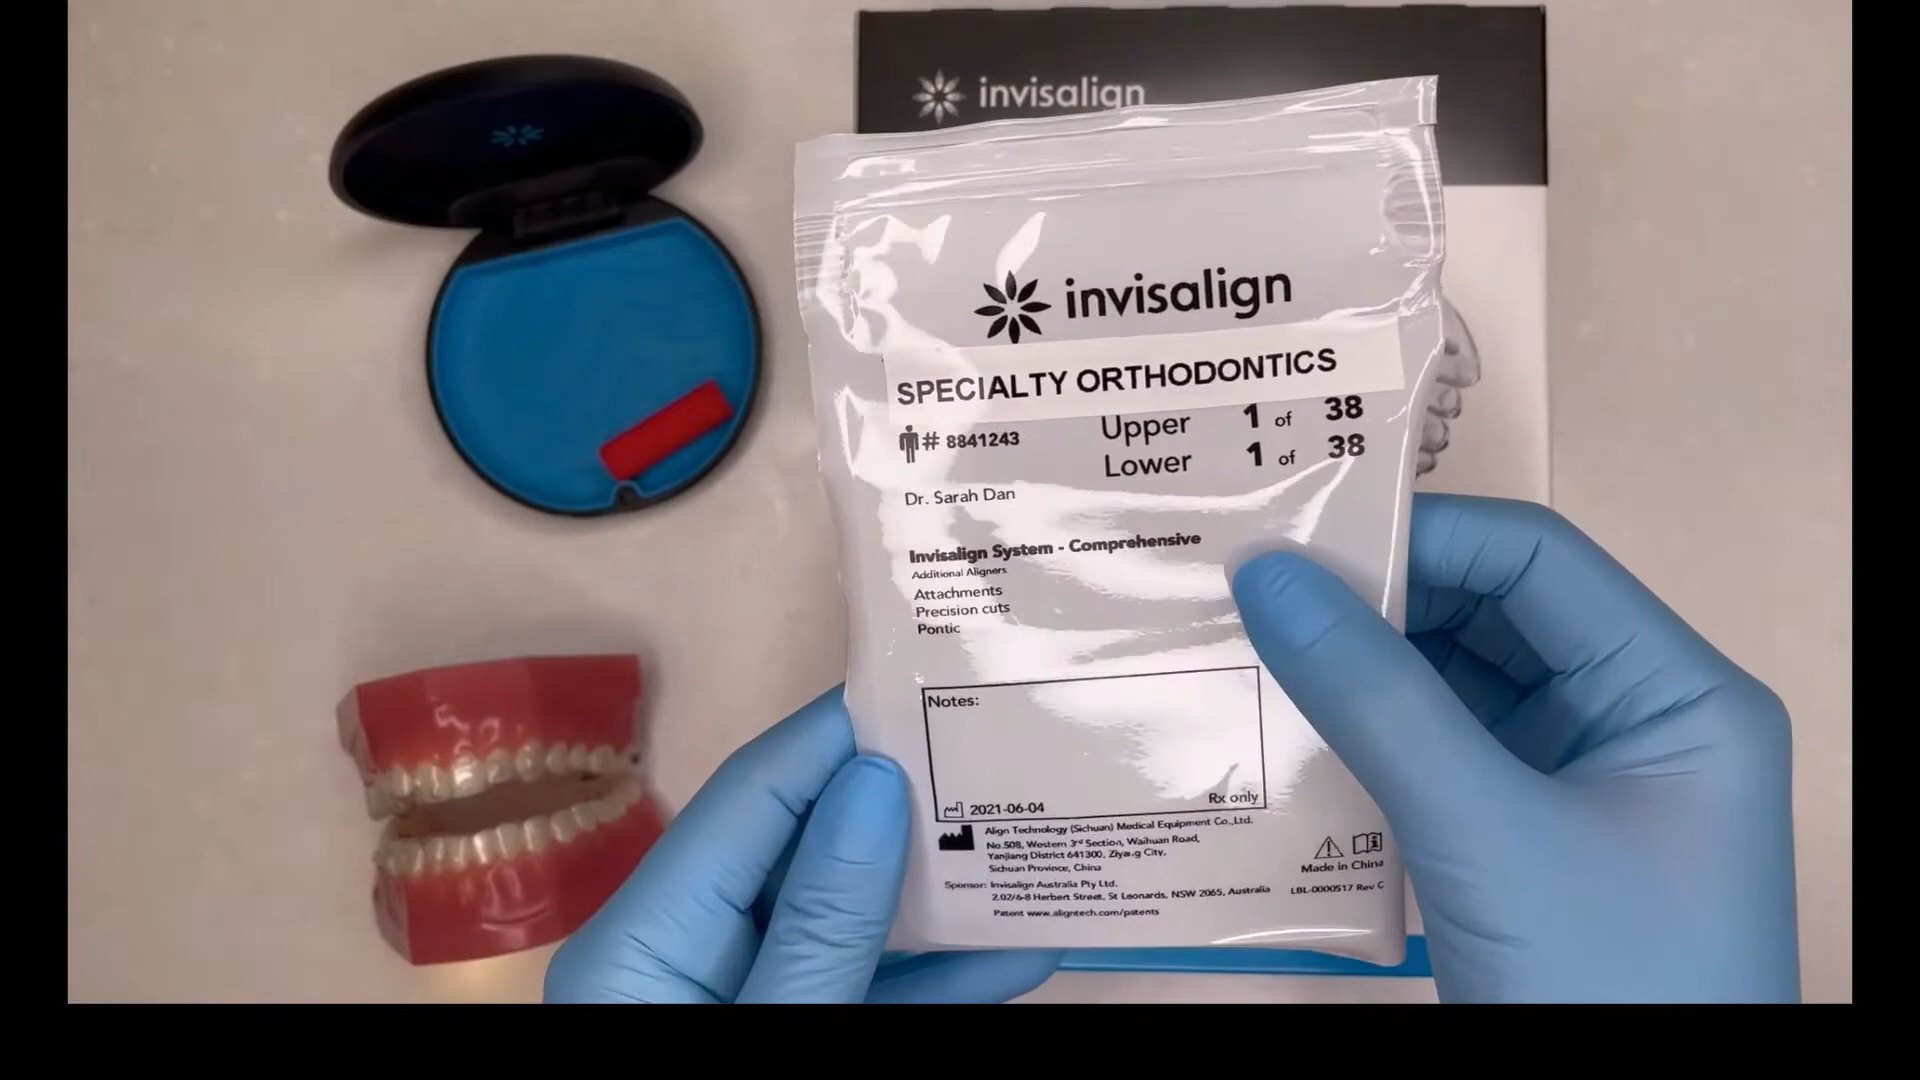 invisalign
invisalign
SPECIALTY ORTHODONTICS
# 8841243
Upper 1 of 38
Lower 1 of 38
Dr. Sarah Dan
Invisalign System - Comprehensive
Additional Aligners
Attachments
Precision cuts
Pontic
Notes:
2021-06-04
Rx only
Align Technology (Sichuan) Medical Equipment Co.,Ltd.
No.508, Western 3rd Section, Waihuan Road,
Yanjiang District 641300, Ziyang City,
Sichuan Province, China
Made in China
Sponsor: Invisalign Australia Pty Ltd.
2.02/6-8 Herbert Street, St Leonards, NSW 2065, Australia
LBL-0000517 Rev C
Patent www.aligntech.com/patents